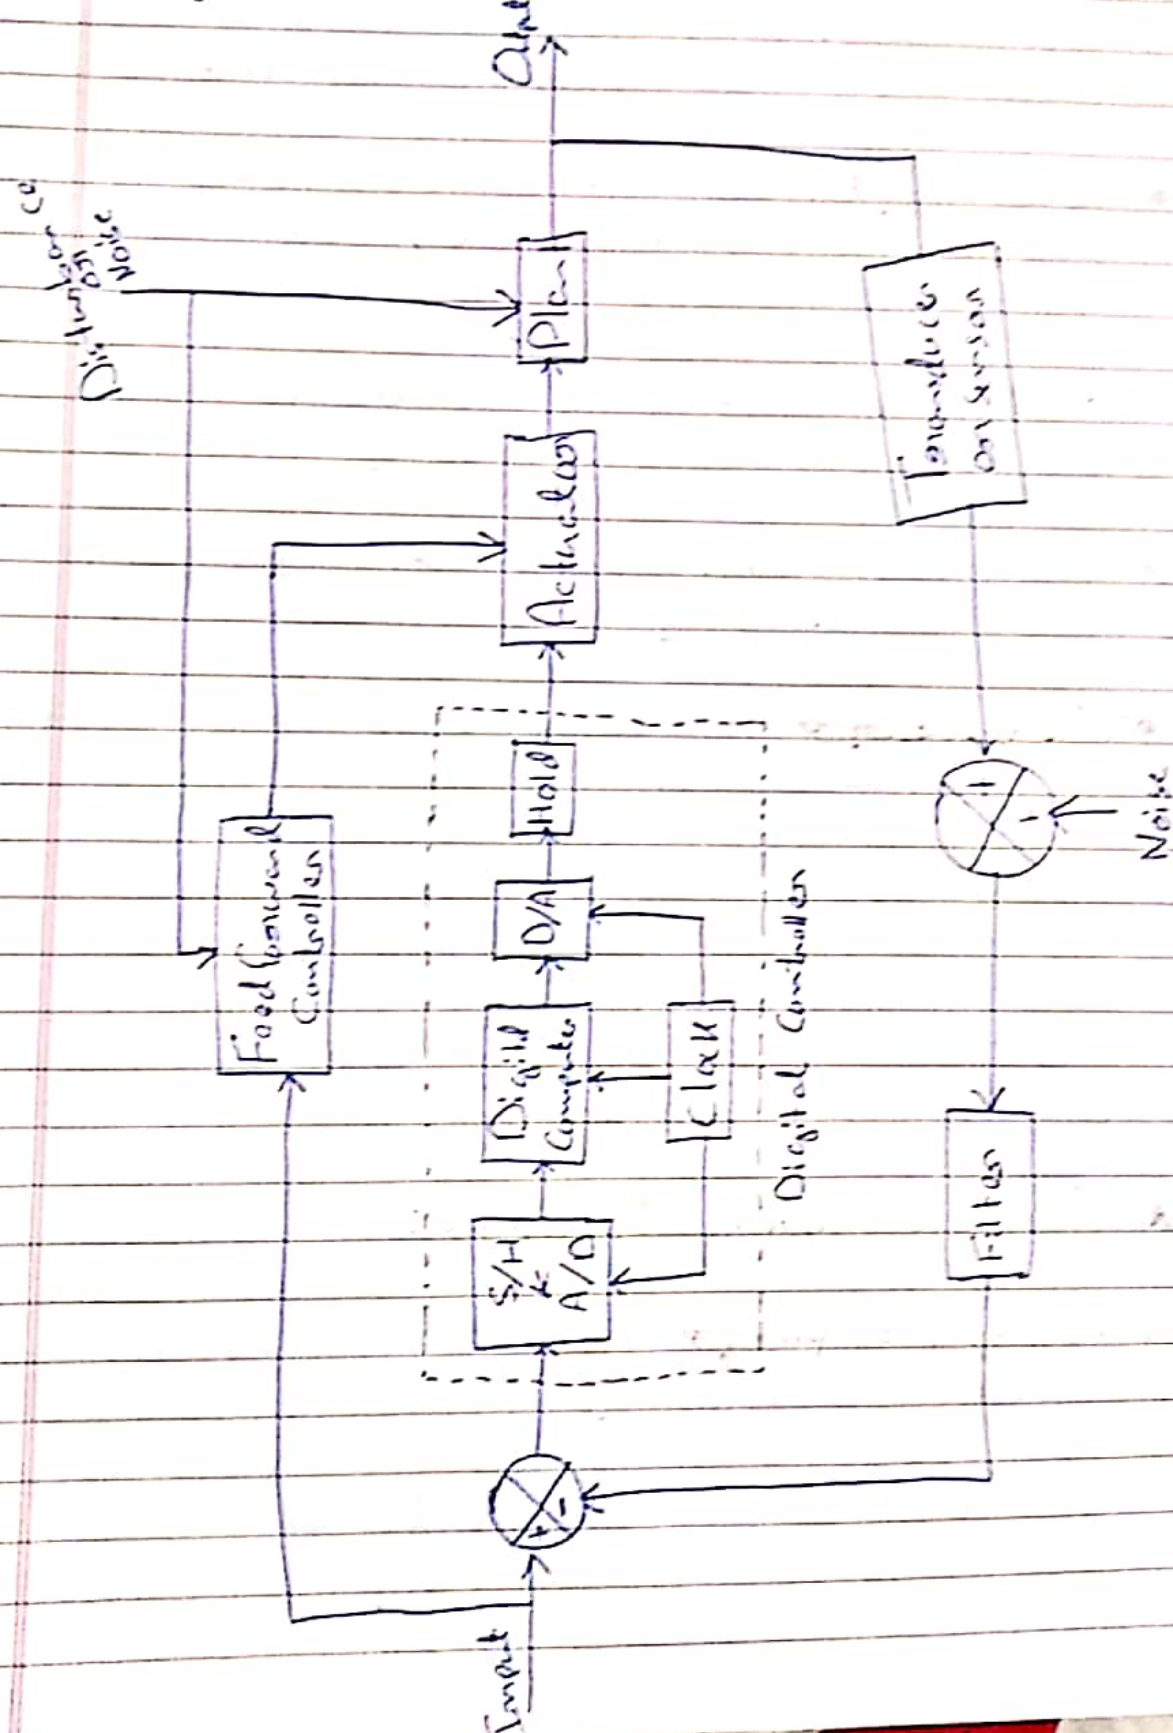 Input
+
-
S/H
&
A/D
Digital
Computer
D/A
Hold
Clock
Digital Controller
Feed forward
Controller
Actuator
Plant
Disturbance
or
Noise
Transducer
or sensor
+
-
Noise
Filter